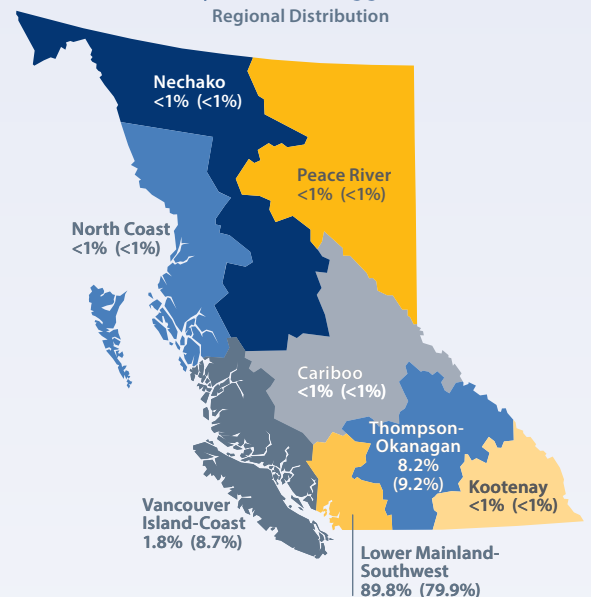 Regional Distribution
Nechako
<1% (<1%)
Peace River
<1% (<1%)
North Coast
<1% (<1%)
Cariboo
<1% (<1%)
Thompson-
Okanagan
8.2%
(9.2%)
Kootenay
<1% (<1%)
Vancouver
Island-Coast
1.8% (8.7%)
Lower Mainland-
Southwest
89.8% (79.9%)